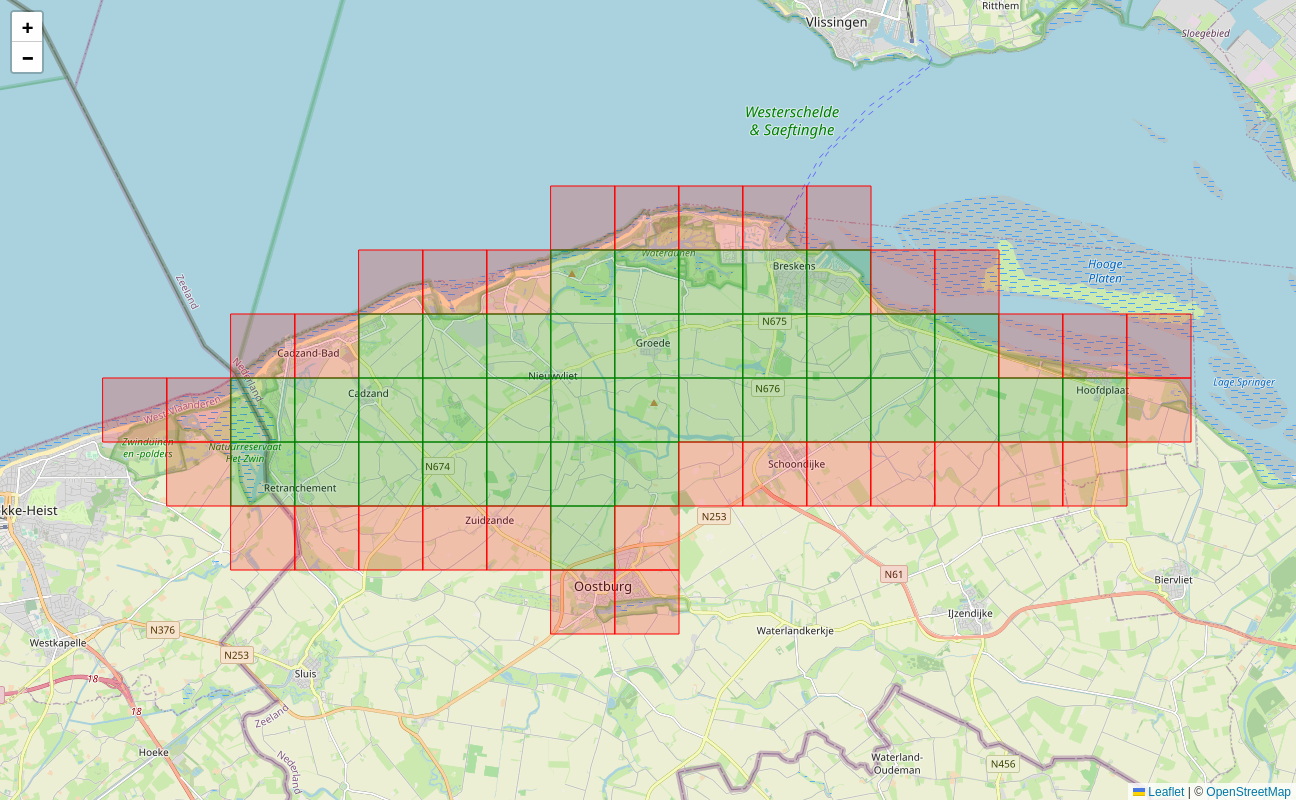 +
−
Vlissingen
Ritthem
Sloegebied
Westerschelde
& Saeftinghe
Zeeland
Waterdunen
Breskens
Hooge
Platen
N675
Groede
Cadzand-Bad
Nederland
Nieuwvliet
N676
Cadzand
Hoofdplaat
Lage Springer
West-Vlaanderen
Zwinduinen
en -polders
Natuurreservaat
Het-Zwin
N674
Schoondijke
Retranchement
kke-Heist
Zuidzande
N253
N61
Biervliet
Oostburg
IJzendijke
N376
Waterlandkerkje
Westkapelle
N253
Sluis
18
18
Zeeland
Nederland
Hoeke
Waterland-
Oudeman
N456
Leaflet | © OpenStreetMap